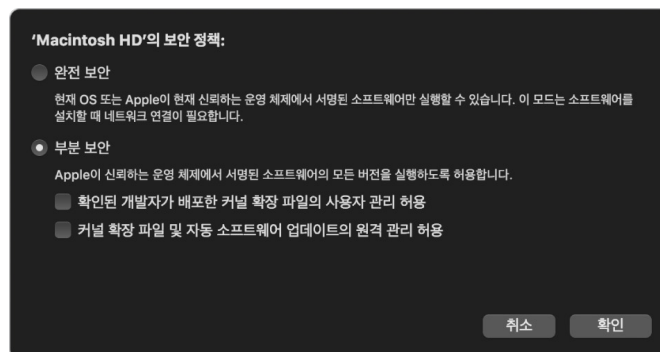 ‘Macintosh HD’의 보안 정책:
완전 보안
현재 OS 또는 Apple이 현재 신뢰하는 운영 체제에서 서명된 소프트웨어만 실행할 수 있습니다. 이 모드는 소프트웨어를
설치할 때 네트워크 연결이 필요합니다.
부분 보안
Apple이 신뢰하는 운영 체제에서 서명된 소프트웨어의 모든 버전을 실행하도록 허용합니다.
확인된 개발자가 배포한 커널 확장 파일의 사용자 관리 허용
커널 확장 파일 및 자동 소프트웨어 업데이트의 원격 관리 허용
취소 확인